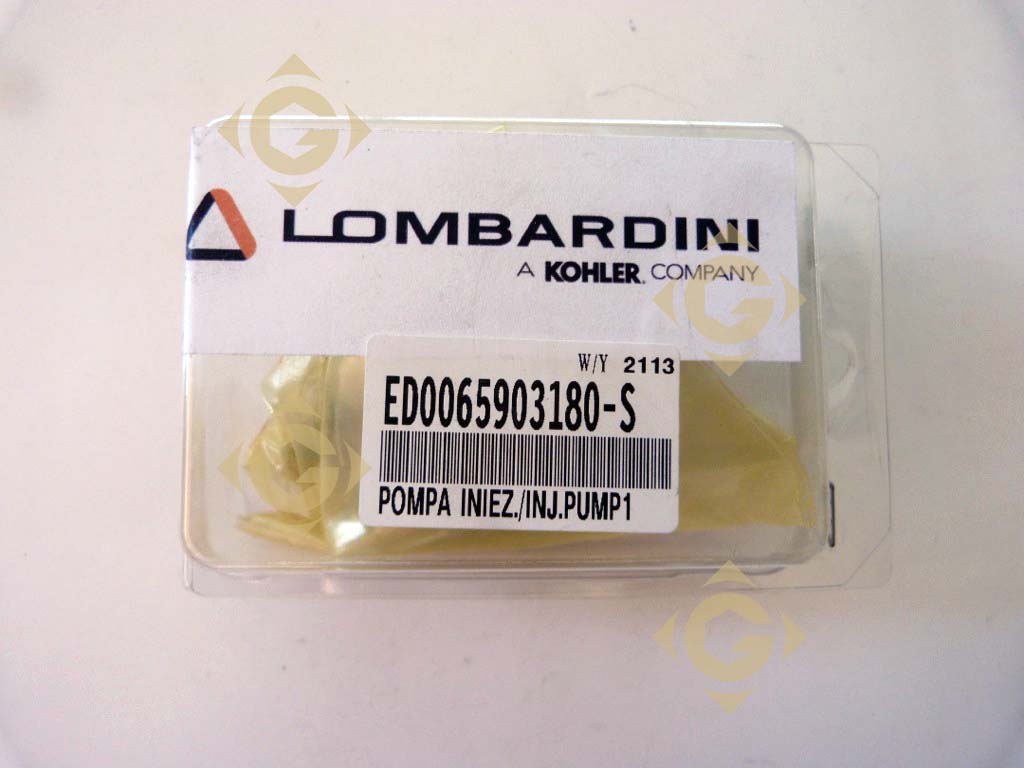 LOMBARDINI
A KOHLER. COMPANY
W/Y 2113
ED0065903180-S
POMPA INIEZ./INJ.PUMP1
G
G
G
G